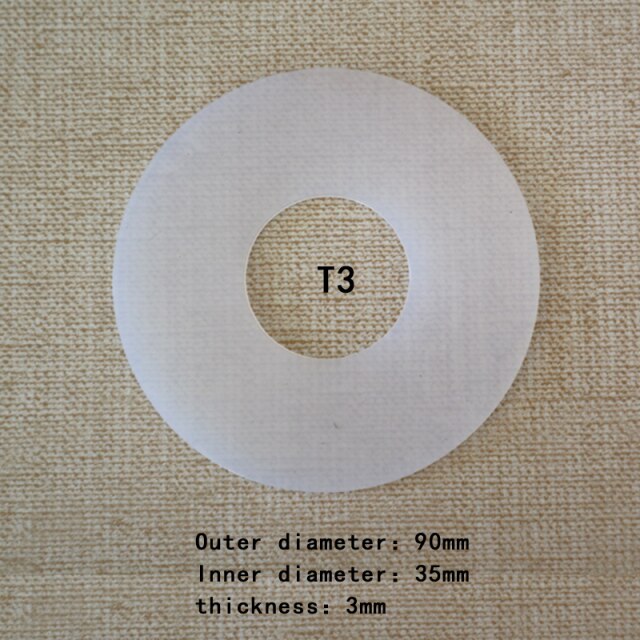 T3
Outer diameter: 90mm
Inner diameter: 35mm
thickness: 3mm